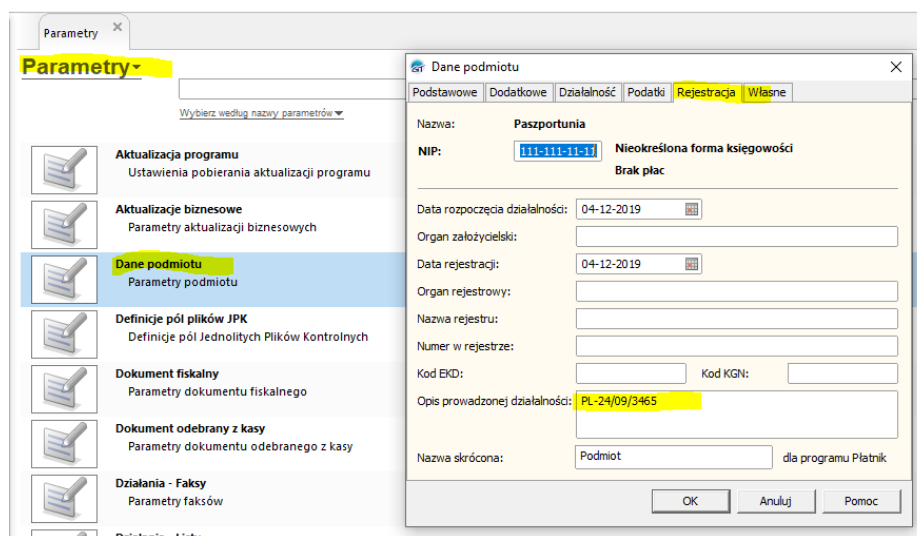 Parametry
Parametry
Wybierz według nazwy parametrów
Aktualizacja programu
Ustawienia pobierania aktualizacji programu
Aktualizacje biznesowe
Parametry aktualizacji biznesowych
Dane podmiotu
Parametry podmiotu
Definicje pól plików JPK
Definicje pól Jednolitych Plików Kontrolnych
Dokument fiskalny
Parametry dokumentu fiskalnego
Dokument odebrany z kasy
Parametry dokumentu odebranego z kasy
Działania - Faksy
Parametry faksów
GT Dane podmiotu
Podstawowe Dodatkowe Działalność Podatki Rejestracja Własne
Nazwa: Paszportunia
NIP: 111-111-11-11 Nieokreślona forma księgowości
Brak płac
Data rozpoczęcia działalności: 04-12-2019
Organ założycielski:
Data rejestracji: 04-12-2019
Organ rejestrowy:
Nazwa rejestru:
Numer w rejestrze:
Kod EKD: Kod KGN:
Opis prowadzonej działalności: PL-24/09/3465
Nazwa skrócona: Podmiot dla programu Płatnik
OK Anuluj Pomoc